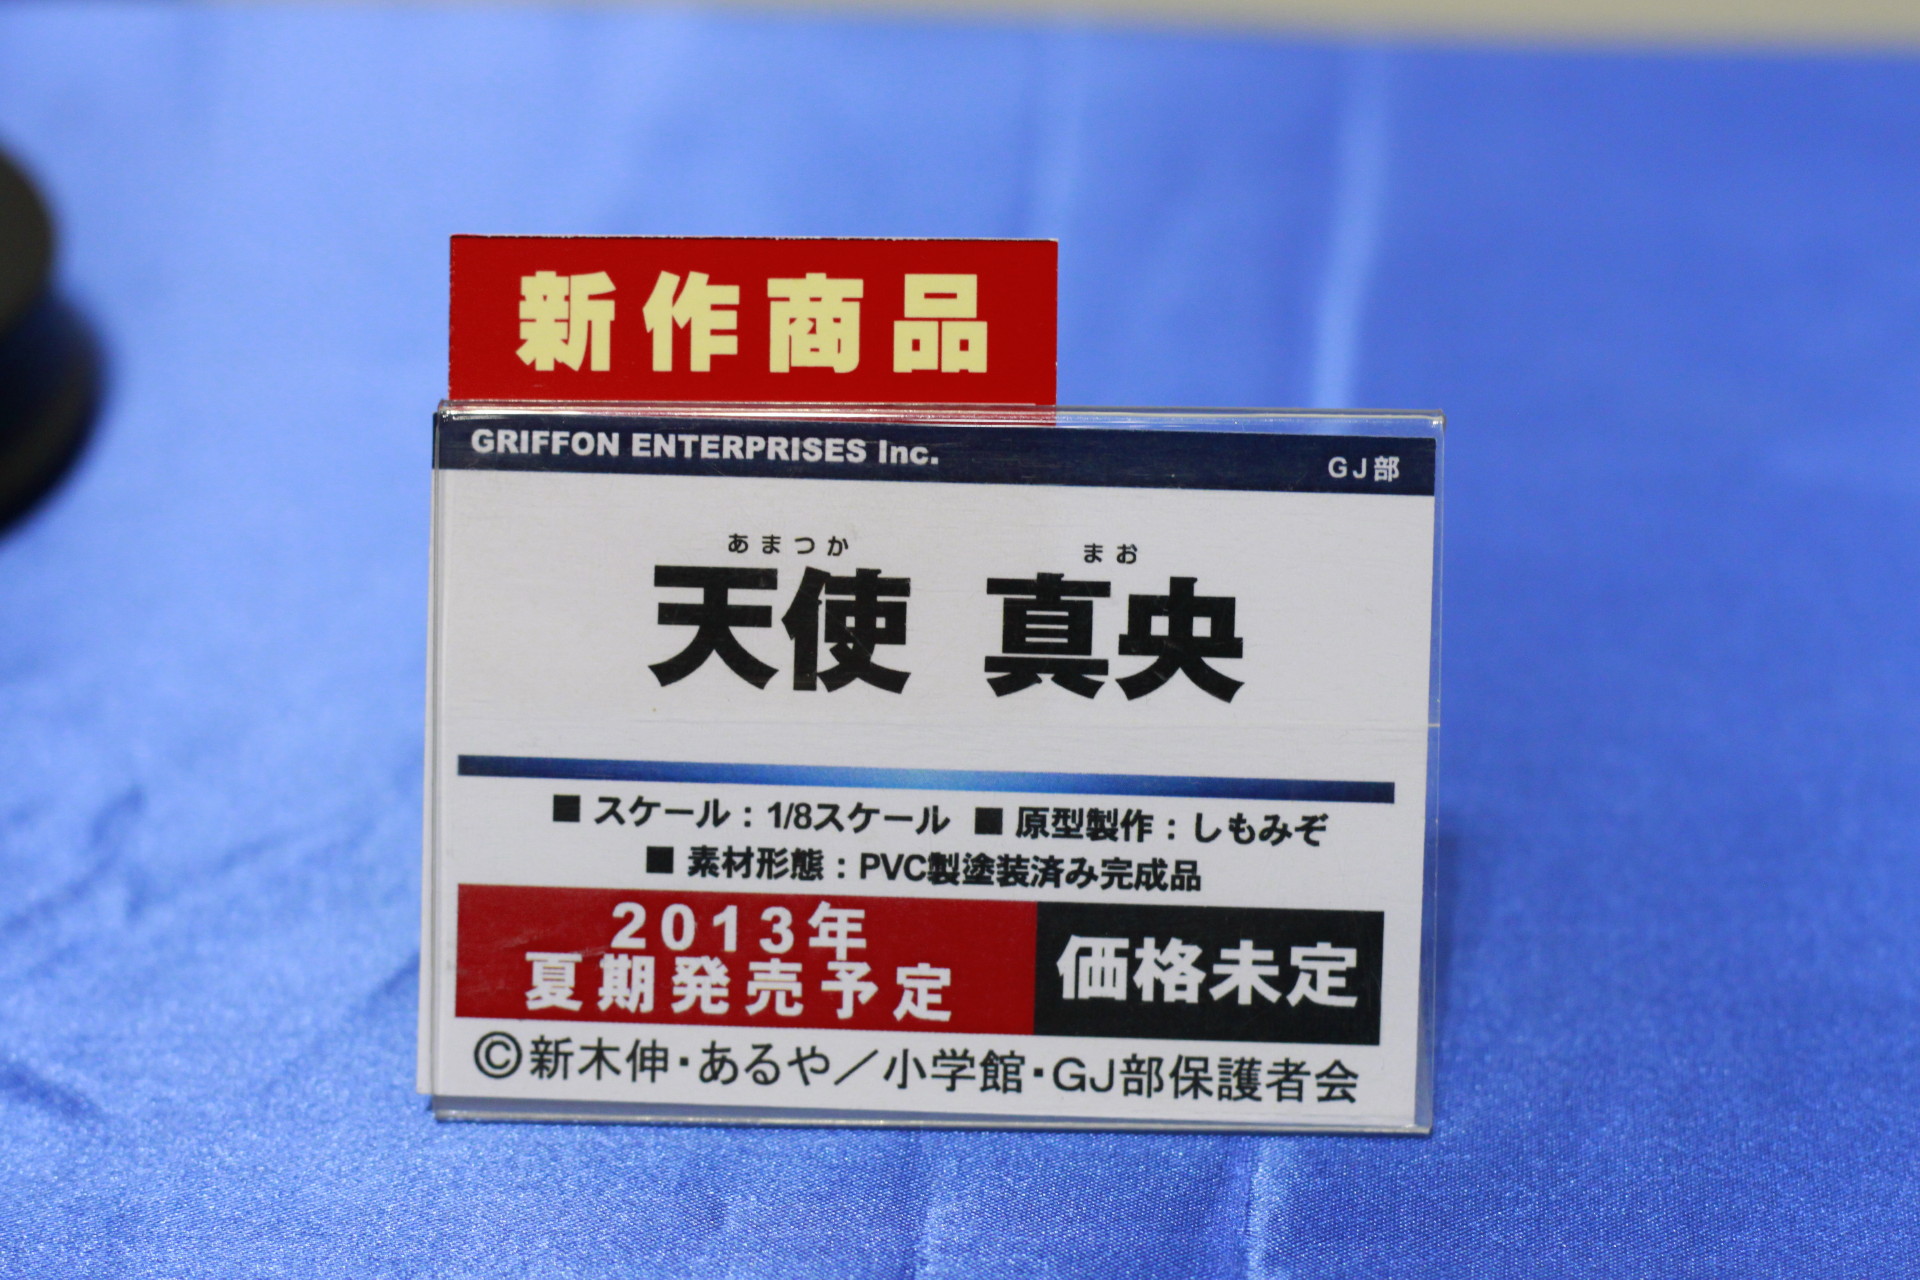 新作商品
GRIFFON ENTERPRISES Inc.
GJ部
あまつか まお
天使 真央
■ スケール：1/8スケール ■ 原型製作：しもみぞ
■ 素材形態：PVC製塗装済み完成品
2013年
夏期発売予定
価格未定
©新木伸・あるや／小学館・GJ部保護者会